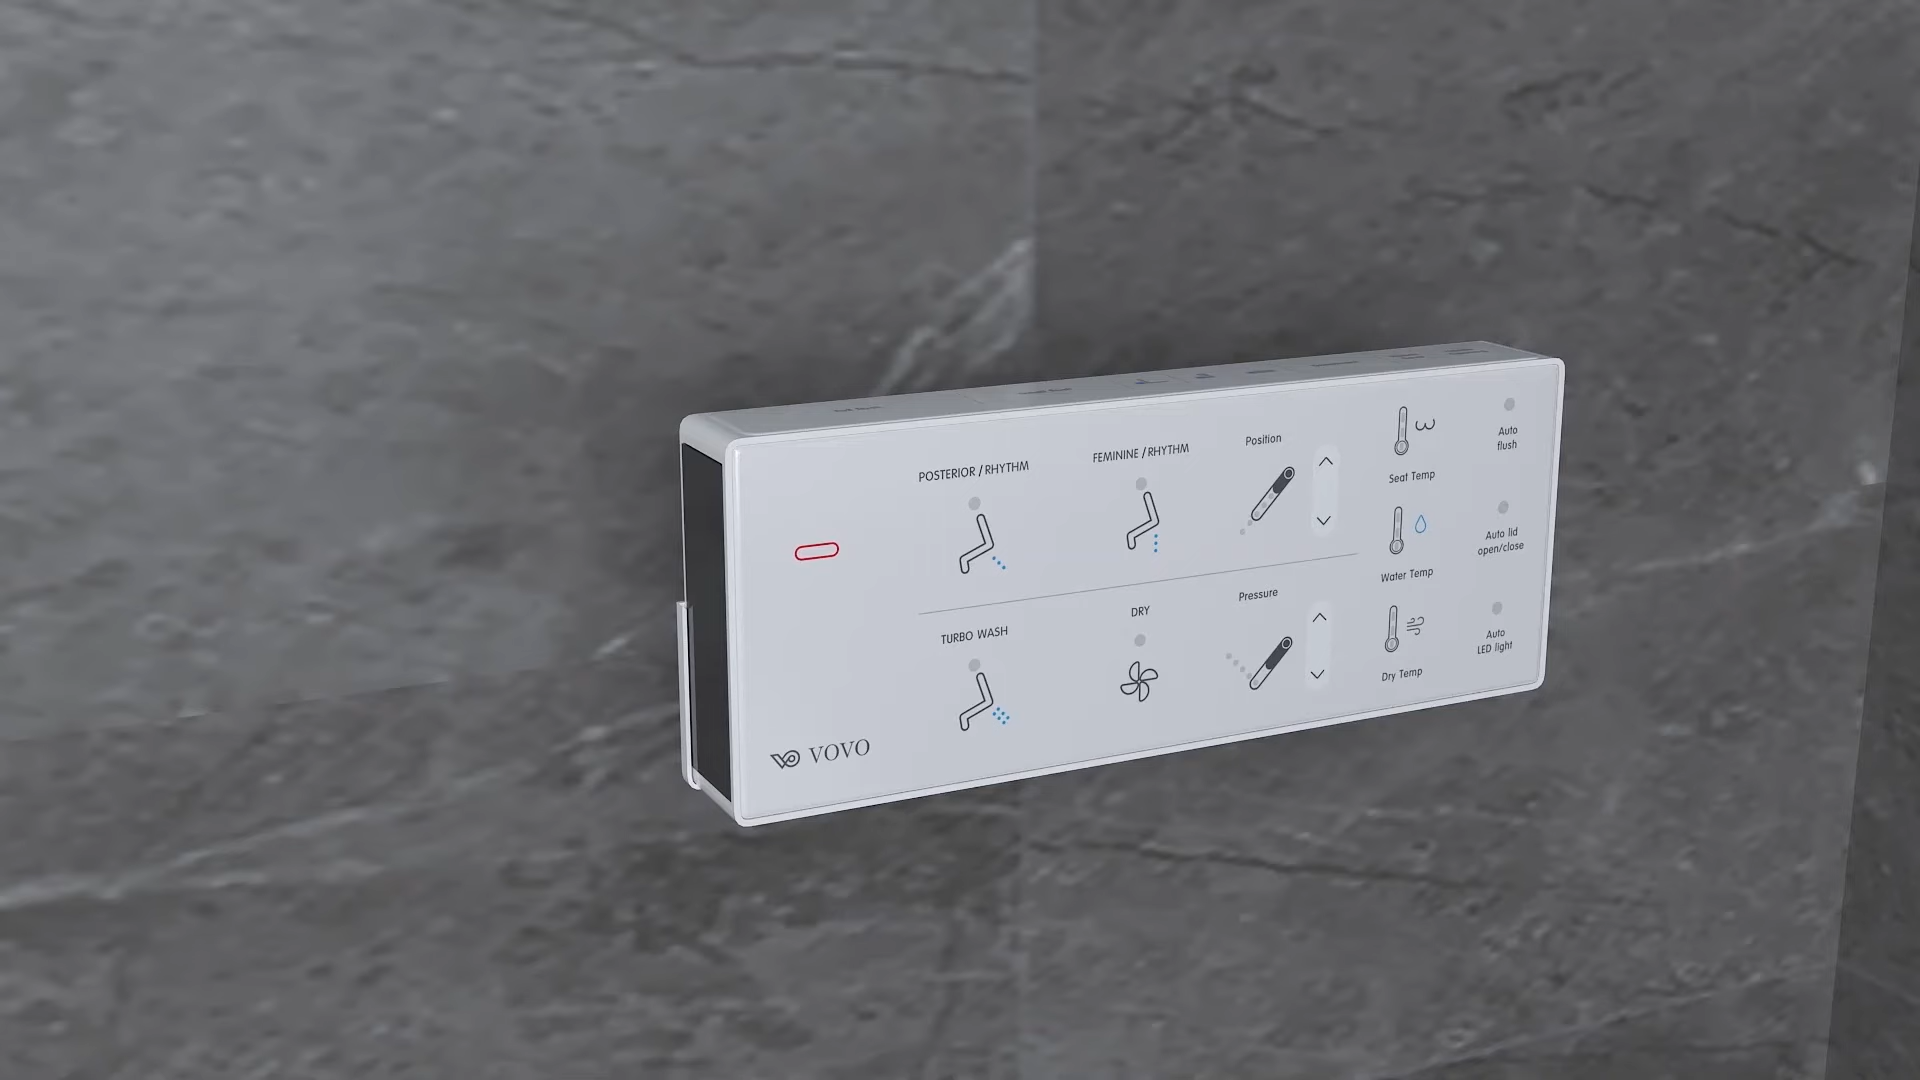 POSTERIOR / RHYTHM
FEMININE / RHYTHM
Position
Seat Temp
Auto
flush
Water Temp
Auto lid
open/close
TURBO WASH
DRY
Pressure
Dry Temp
Auto
LED light
VOVO